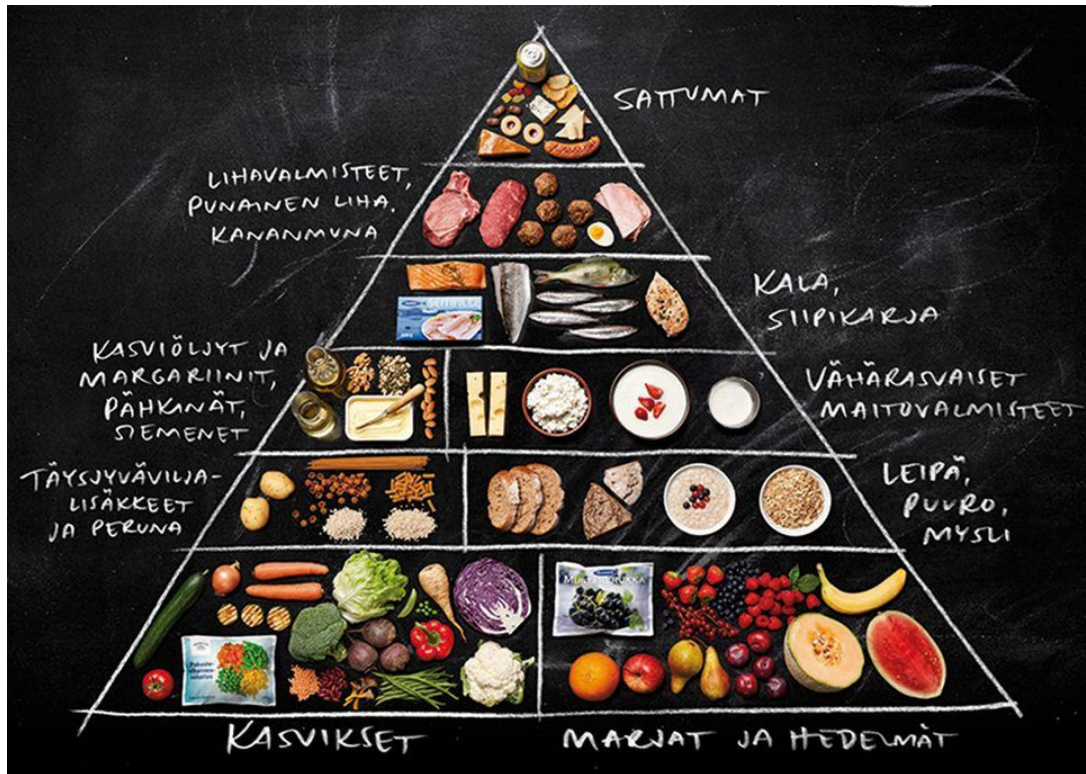 SATTUMAT
LIHAVALMISTEET,
PUNAINEN LIHA,
KANANMUNA
KALA,
SIIPIKARJA
KASVIÖLJYT JA
MARGARIINIT,
PÄHKINÄT,
SIEMENET
VÄHÄRASVAISET
MAITOVALMISTEET
TÄYSJYVÄVILJA-
LISÄKKEET
JA PERUNA
LEIPÄ,
PUURO,
MYSLI
KASVIKSET
MARJAT JA HEDELMÄT